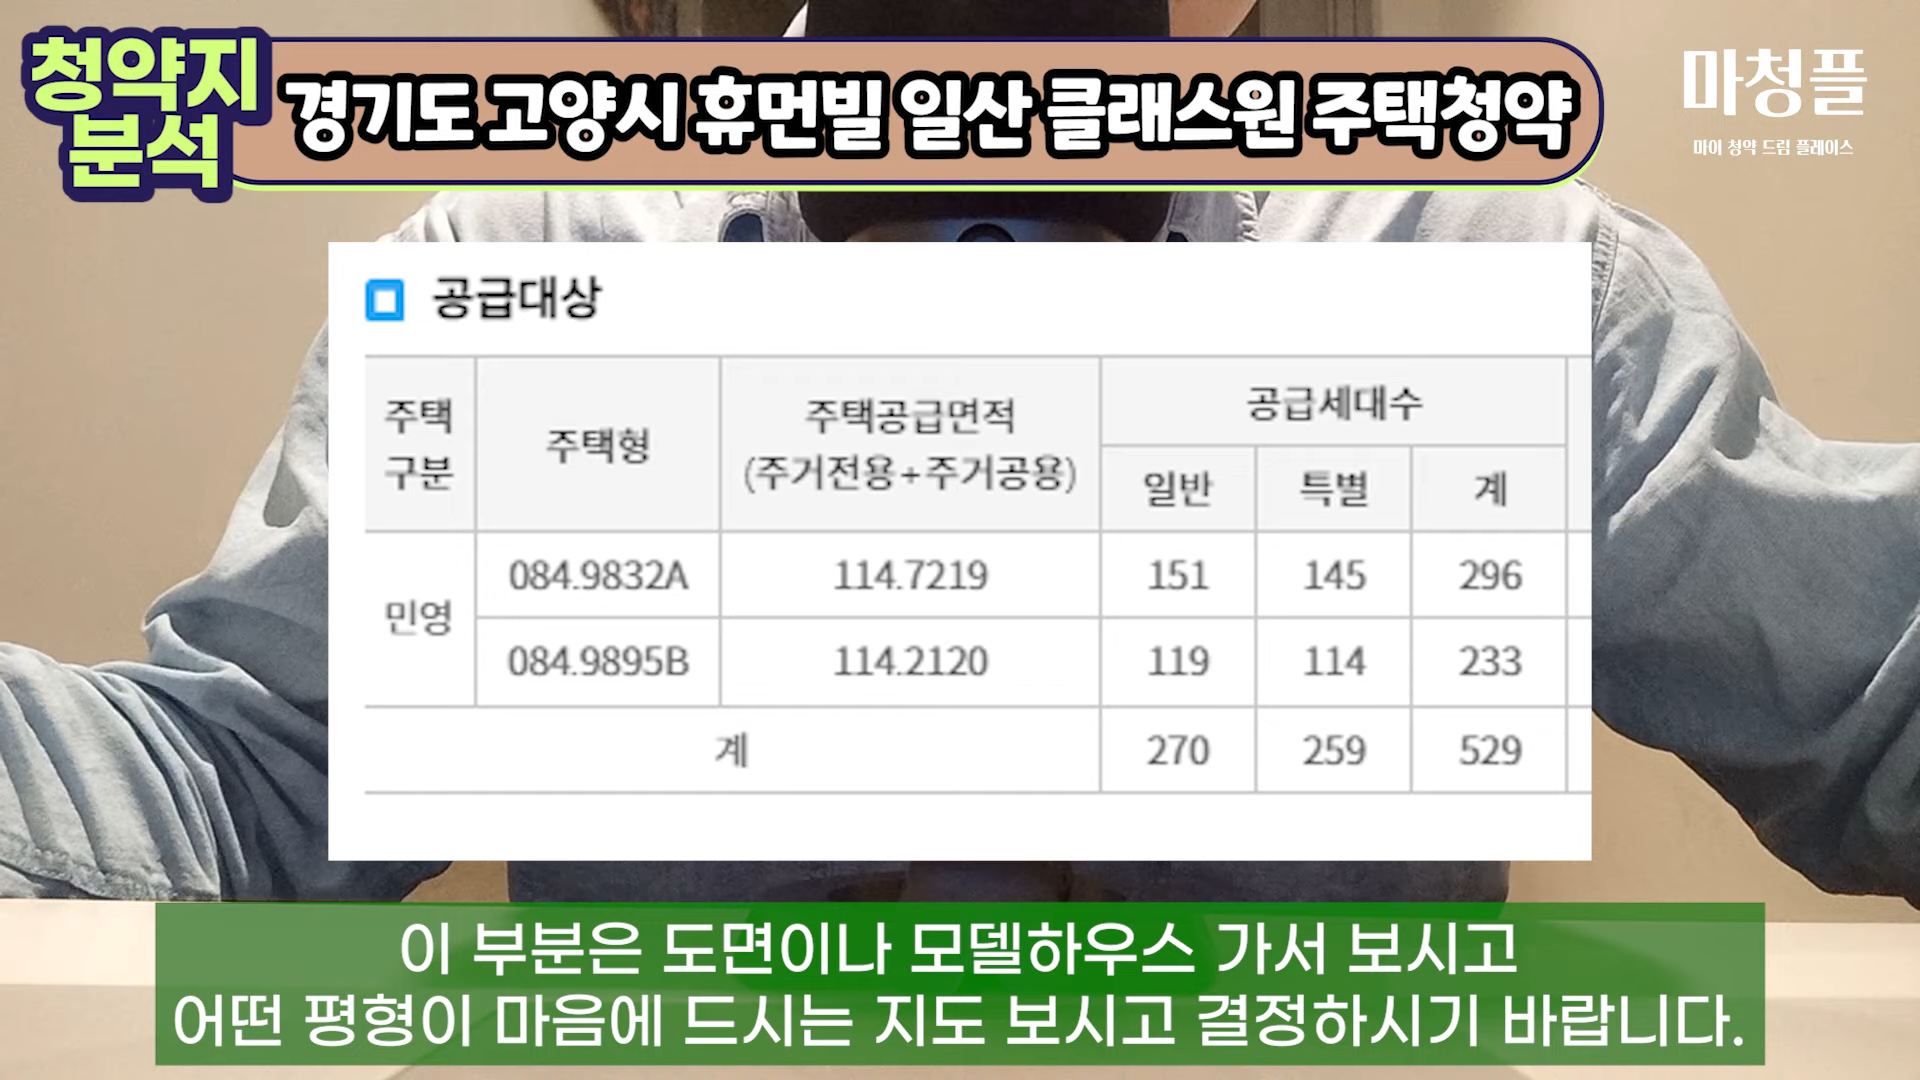 청약지
분석
경기도 고양시 휴먼빌 일산 클래스원 주택청약
마청플
마이 청약 드림 플레이스
공급대상
주택
구분
주택형
주택공급면적
(주거전용+주거공용)
공급세대수
일반 특별 계
민영
084.9832A 114.7219 151 145 296
084.9895B 114.2120 119 114 233
계 270 259 529
이 부분은 도면이나 모델하우스 가서 보시고
어떤 평형이 마음에 드시는 지도 보시고 결정하시기 바랍니다.